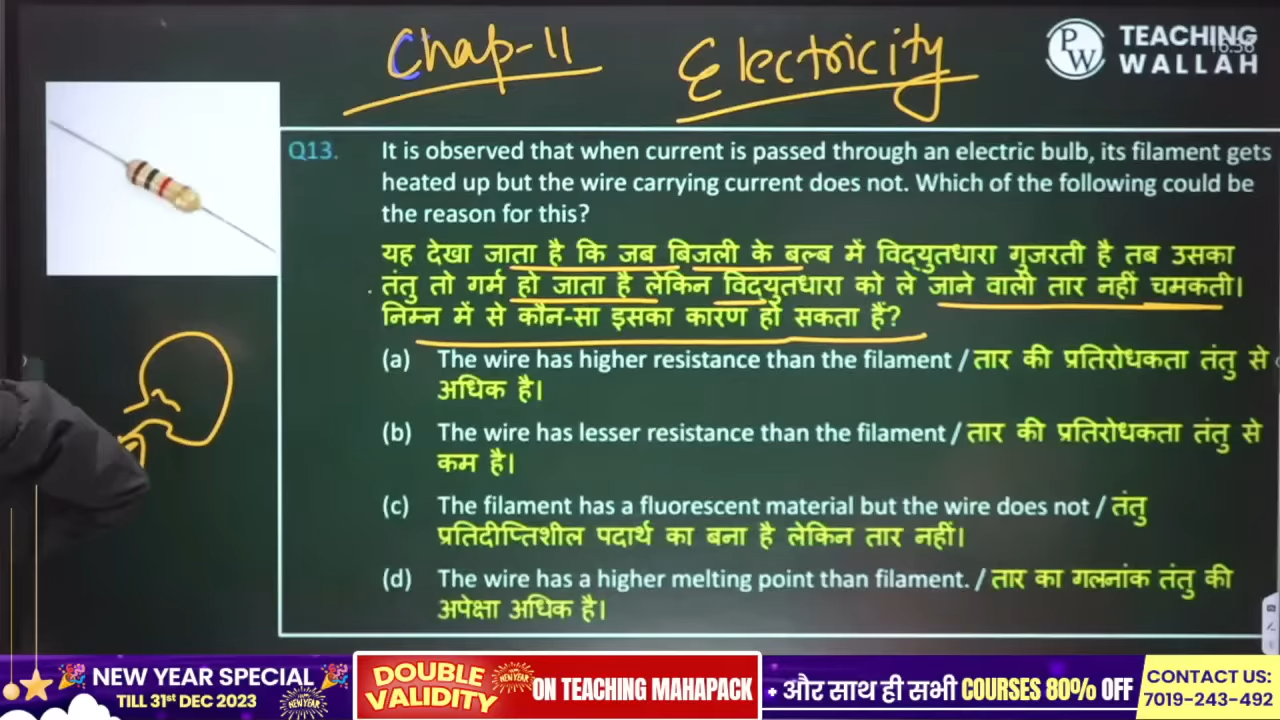 Chap-11 Electricity
PW TEACHING WALLAH
Q13. It is observed that when current is passed through an electric bulb, its filament gets
heated up but the wire carrying current does not. Which of the following could be
the reason for this?
यह देखा जाता है कि जब बिजली के बल्ब में विद्युतधारा गुजरती है तब उसका
तंतु तो गर्म हो जाता है लेकिन विद्युतधारा को ले जाने वाली तार नहीं चमकती।
निम्न में से कौन-सा इसका कारण हो सकता हैं?
(a) The wire has higher resistance than the filament / तार की प्रतिरोधकता तंतु से
अधिक है।
(b) The wire has lesser resistance than the filament / तार की प्रतिरोधकता तंतु से
कम है।
(c) The filament has a fluorescent material but the wire does not / तंतु
प्रतिदीप्तिशील पदार्थ का बना है लेकिन तार नहीं।
(d) The wire has a higher melting point than filament. / तार का गलनांक तंतु की
अपेक्षा अधिक है।
NEW YEAR SPECIAL
TILL 31st DEC 2023
DOUBLE VALIDITY
ON TEACHING MAHAPACK
+ और साथ ही सभी COURSES 80% OFF
CONTACT US:
7019-243-492